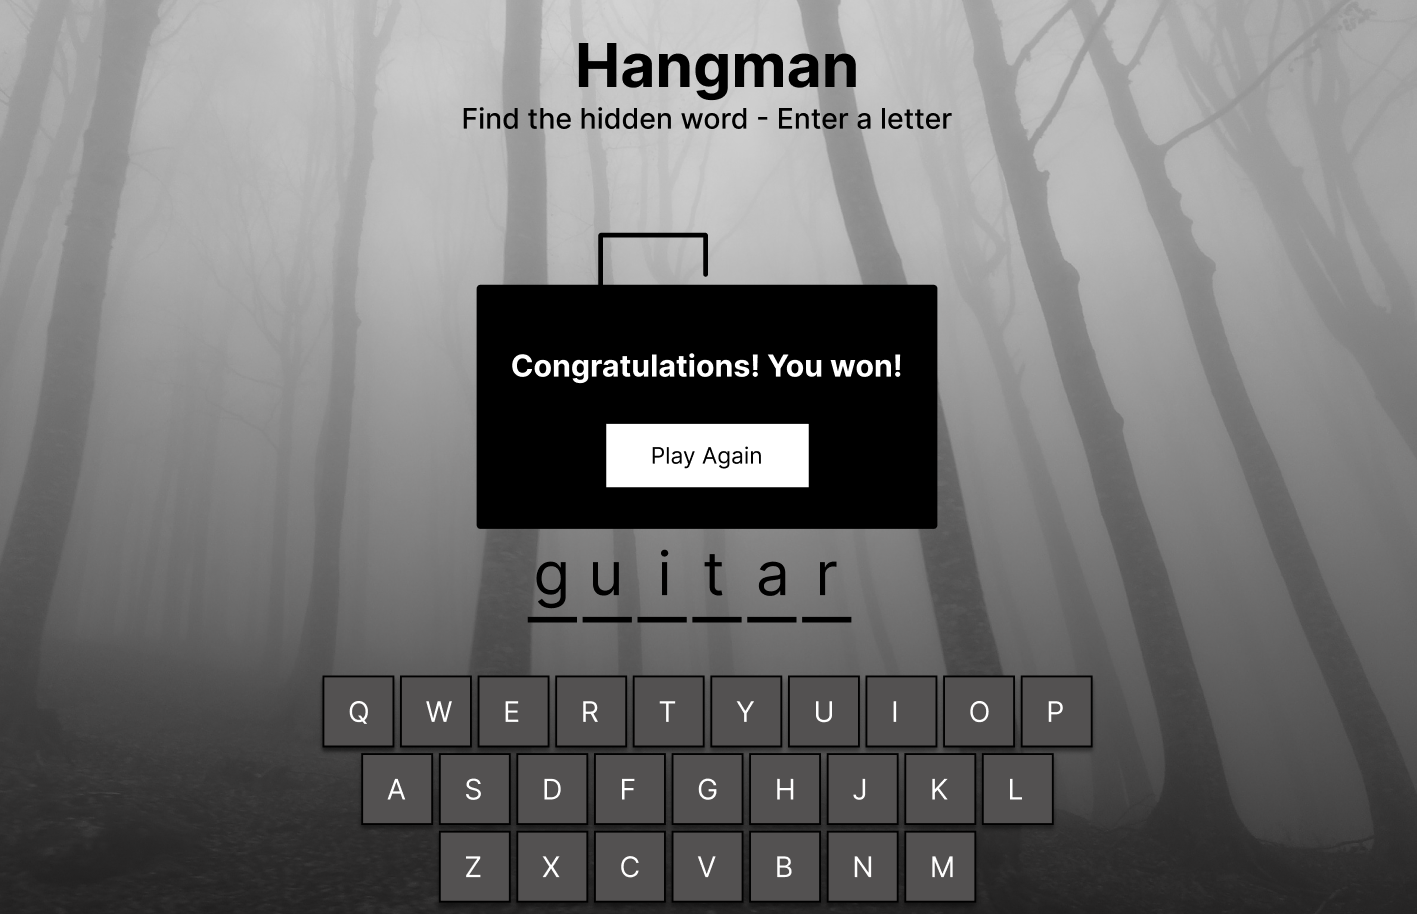 Hangman
Find the hidden word - Enter a letter
Congratulations! You won!
Play Again
g u i t a r
Q W E R T Y U I O P
A S D F G H J K L
Z X C V B N M